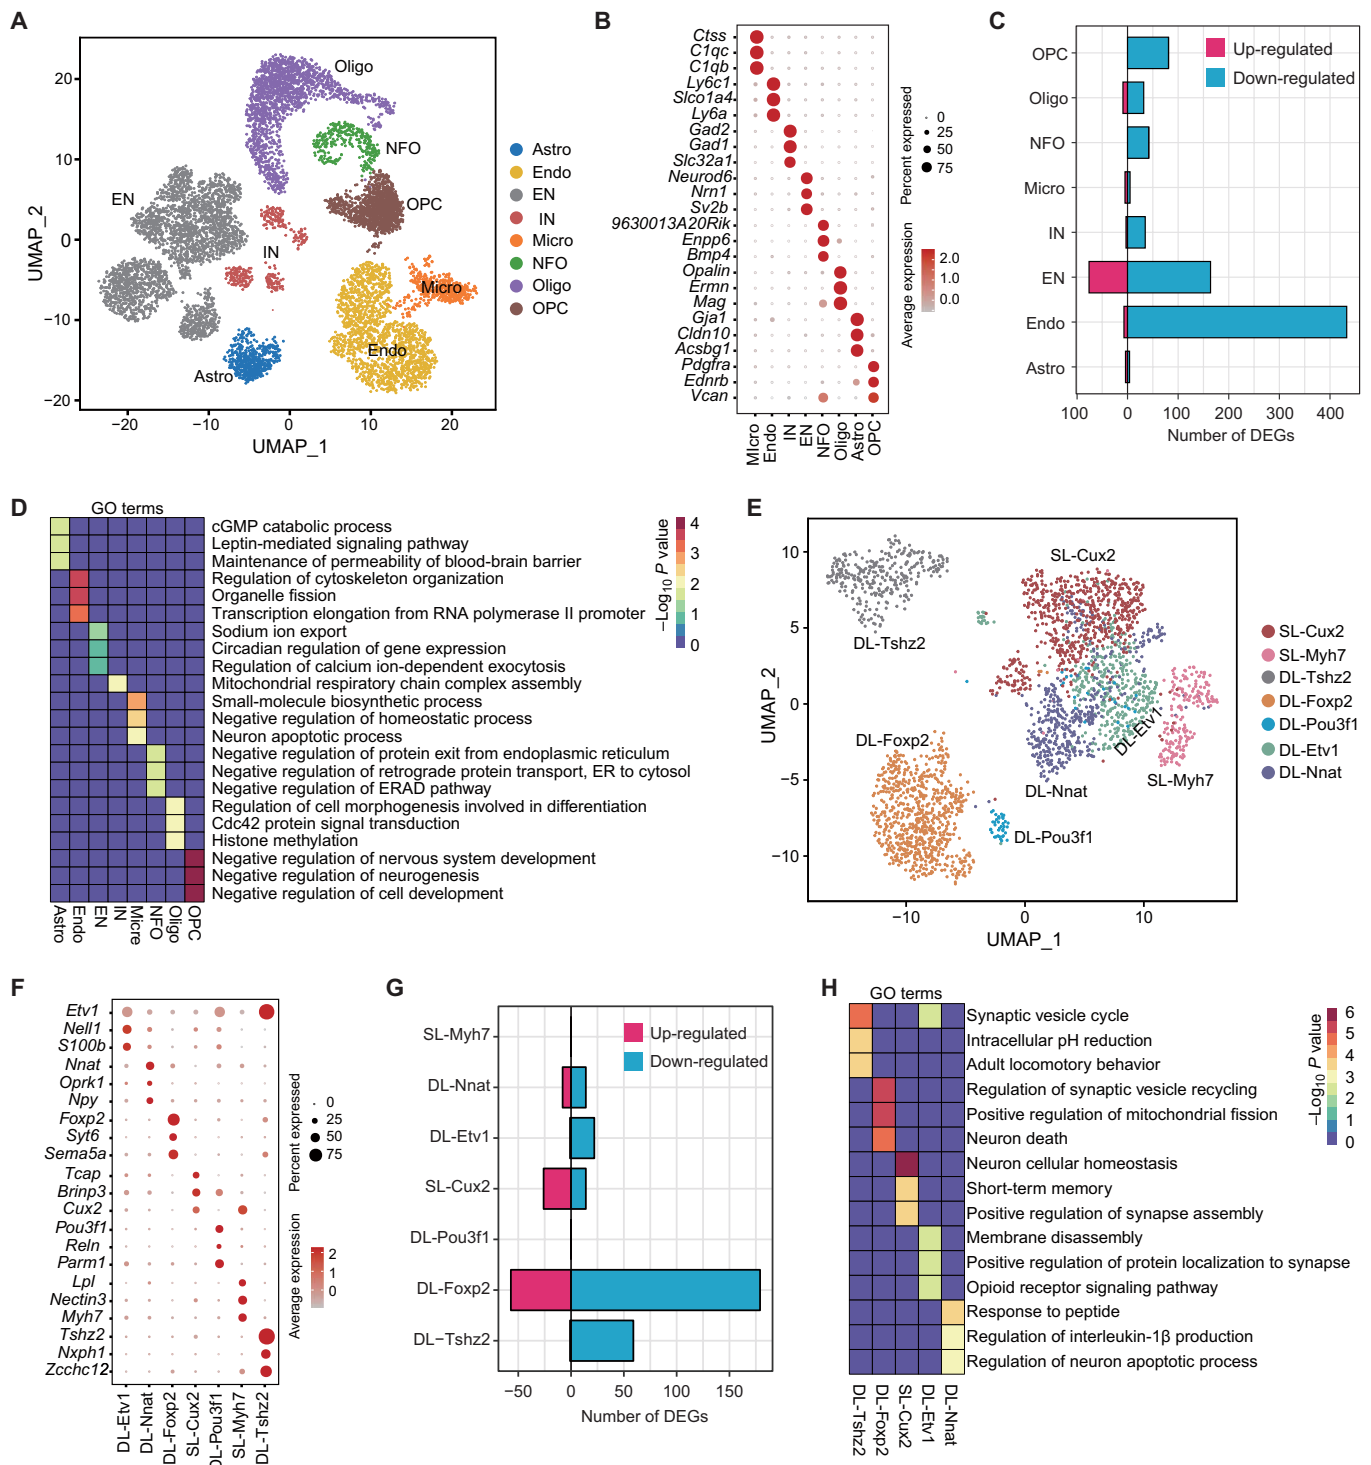 A
20
10
0
−10
−20
−20
−10
0
10
20
UMAP_1
UMAP_2
Oligo
NFO
EN
OPC
IN
Micro
Endo
Astro
Astro
Endo
EN
IN
Micro
NFO
Oligo
OPC
B
Ctss
C1qc
C1qb
Ly6c1
Slco1a4
Ly6a
Gad2
Gad1
Slc32a1
Neurod6
Nrn1
Sv2b
9630013A20Rik
Enpp6
Bmp4
Opalin
Ermn
Mag
Gja1
Cldn10
Acsbg1
Pdgfra
Ednrb
Vcan
MIcro
Endo
IN
EN
NFO
Oligo
Astro
OPC
Percent expressed
0
25
50
75
Average expression
2.0
1.0
0.0
C
OPC
Oligo
NFO
Micro
IN
EN
Endo
Astro
Up-regulated
Down-regulated
100
0
100
200
300
400
Number of DEGs
D
GO terms
cGMP catabolic process
Leptin-mediated signaling pathway
Maintenance of permeability of blood-brain barrier
Regulation of cytoskeleton organization
Organelle fission
Transcription elongation from RNA polymerase II promoter
Sodium ion export
Circadian regulation of gene expression
Regulation of calcium ion-dependent exocytosis
Mitochondrial respiratory chain complex assembly
Small-molecule biosynthetic process
Negative regulation of homeostatic process
Neuron apoptotic process
Negative regulation of protein exit from endoplasmic reticulum
Negative regulation of retrograde protein transport, ER to cytosol
Negative regulation of ERAD pathway
Regulation of cell morphogenesis involved in differentiation
Cdc42 protein signal transduction
Histone methylation
Negative regulation of nervous system development
Negative regulation of neurogenesis
Negative regulation of cell development
Astro
Endo
EN
IN
Micre
NFO
Oligo
OPC
−Log10 P value
4
3
2
1
0
E
10
5
0
−5
−10
−10
0
10
UMAP_1
UMAP_2
SL-Cux2
DL-Tshz2
DL-Foxp2
DL-Etv1
DL-Nnat
SL-Myh7
DL-Pou3f1
SL-Cux2
SL-Myh7
DL-Tshz2
DL-Foxp2
DL-Pou3f1
DL-Etv1
DL-Nnat
F
Etv1
Nell1
S100b
Nnat
Oprk1
Npy
Foxp2
Syt6
Sema5a
Tcap
Brinp3
Cux2
Pou3f1
Reln
Parm1
Lpl
Nectin3
Myh7
Tshz2
Nxph1
Zcchc12
DL-Etv1
DL-Nnat
DL-Foxp2
SL-Cux2
DL-Pou3f1
SL-Myh7
DL-Tshz2
Percent expressed
0
25
50
75
Average expression
2
1
0
G
SL-Myh7
DL-Nnat
DL-Etv1
SL-Cux2
DL-Pou3f1
DL-Foxp2
DL−Tshz2
Up-regulated
Down-regulated
−50
0
50
100
150
Number of DEGs
H
GO terms
Synaptic vesicle cycle
Intracellular pH reduction
Adult locomotory behavior
Regulation of synaptic vesicle recycling
Positive regulation of mitochondrial fission
Neuron death
Neuron cellular homeostasis
Short-term memory
Positive regulation of synapse assembly
Membrane disassembly
Positive regulation of protein localization to synapse
Opioid receptor signaling pathway
Response to peptide
Regulation of interleukin-1β production
Regulation of neuron apoptotic process
DL-Tshz2
DL-Foxp2
SL-Cux2
DL-Etv1
DL-Nnat
−Log10 P value
6
5
4
3
2
1
0